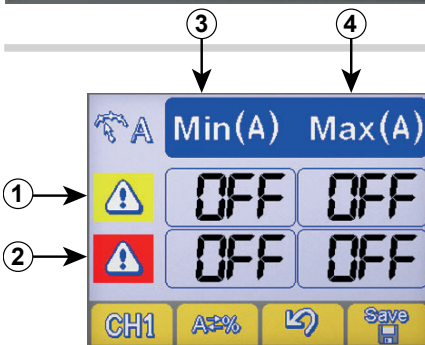 3 4
A Min(A) Max(A)
1 OFF OFF
2 OFF OFF
CH1 A⇄% Save